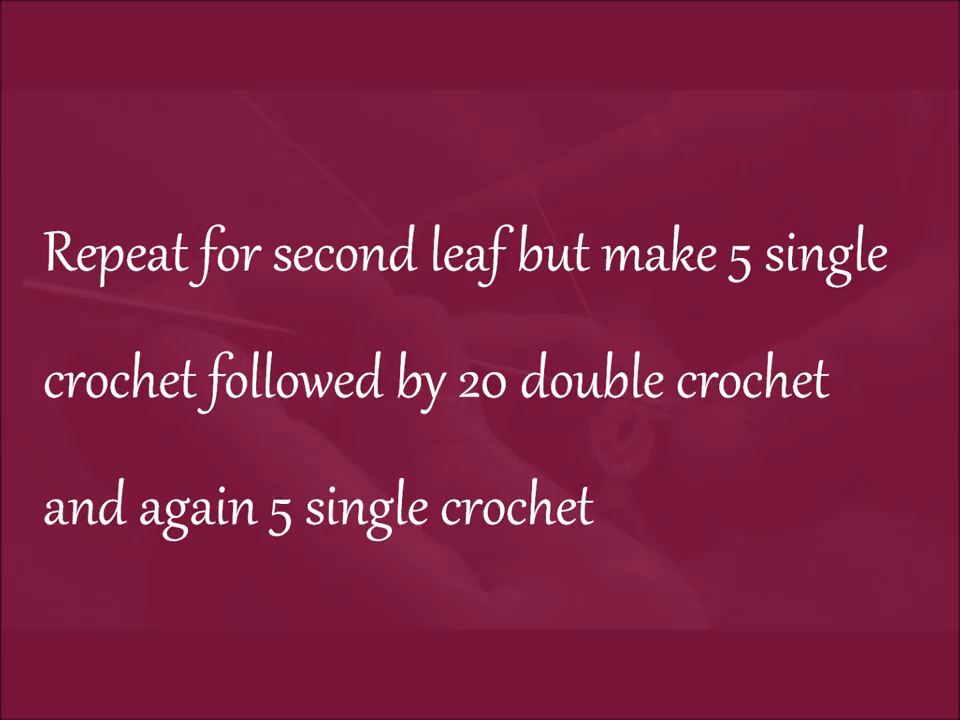 Repeat for second leaf but make 5 single
crochet followed by 20 double crochet
and again 5 single crochet